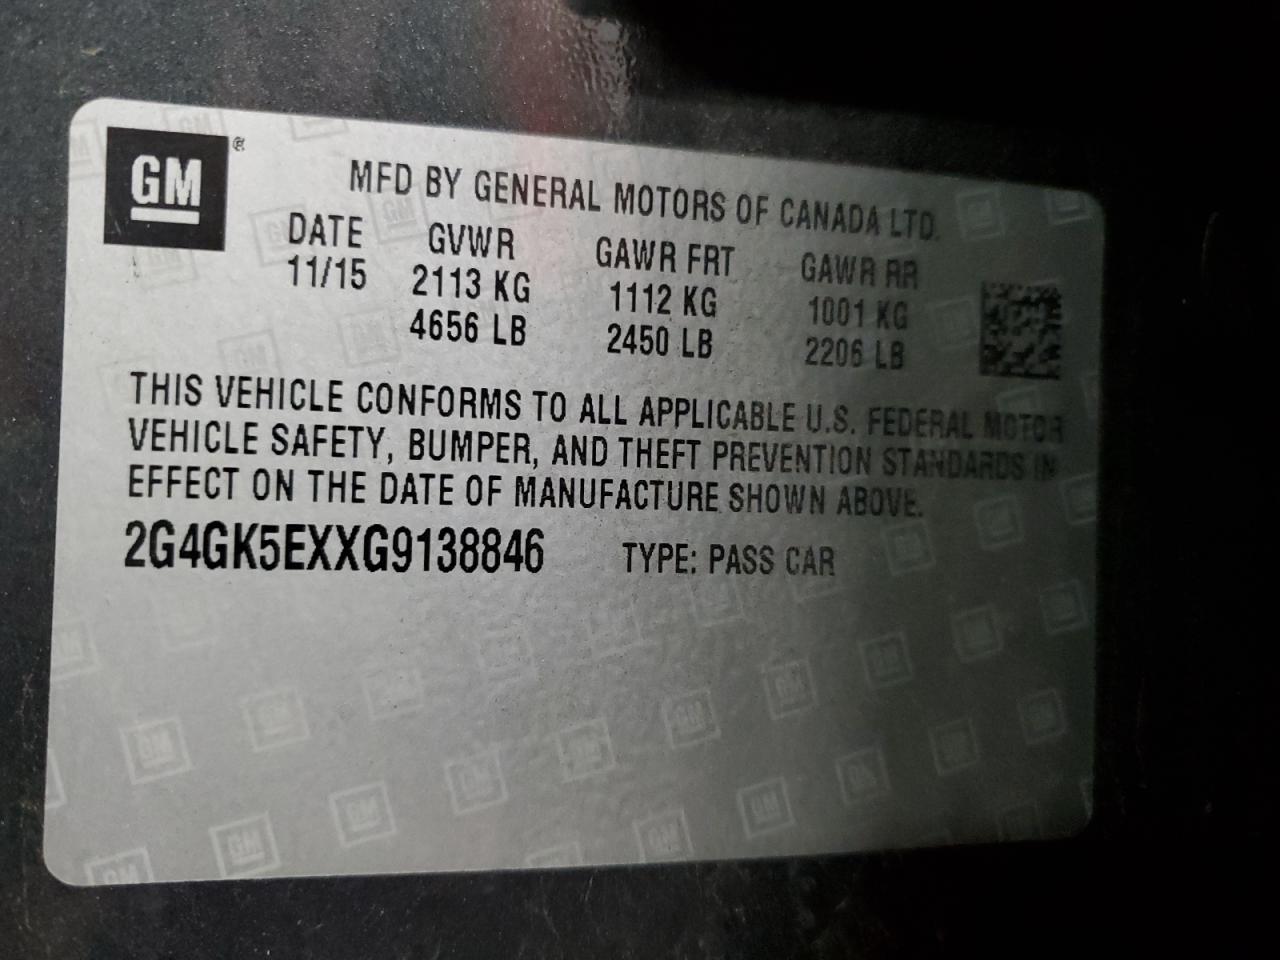 GM ®
MFD BY GENERAL MOTORS OF CANADA LTD.
DATE GVWR GAWR FRT GAWR RR
11/15 2113 KG 1112 KG 1001 KG
4656 LB 2450 LB 2206 LB
THIS VEHICLE CONFORMS TO ALL APPLICABLE U.S. FEDERAL MOTOR
VEHICLE SAFETY, BUMPER, AND THEFT PREVENTION STANDARDS IN
EFFECT ON THE DATE OF MANUFACTURE SHOWN ABOVE.
2G4GK5EXXG9138846 TYPE: PASS CAR